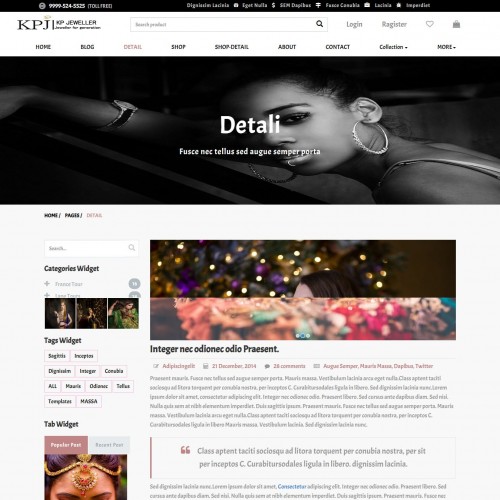 9999-524-5525 (TOLLFREE) Dignissim Lacinia Eget Nulla SEM Dapibus Fusce Conubia Lacinia Imperdiet
KPJ KP JEWELLER
Jeweller for generation
Search product
Login Ragister
HOME BLOG DETAIL SHOP SHOP-DETAIL ABOUT CONTACT Collection MORE
Detali
Fusce nec tellus sed augue semper porta
HOME / PAGES / DETAIL
Search...
Categories Widget
France Tour
Tags Widget
Sagittis Inceptos
Dignissim Integer Conubia
ALL Mauris Odionec Tellus
Templates MASSA
Tab Widget
Popular Post Recent Post
Integer nec odionec odio Praesent.
Adipiscingelit 21 December, 2014 28 comments Augue Semper, Mauris Massa, Dapibus, Twitter
Praesent mauris. Fusce nec tellus sed augue semper porta. Mauris massa. Vestibulum lacinia arcu eget nulla.Class aptent taciti
sociosqu ad litora torquent per conubia nostra, per inceptos C. Curabitursodales ligula in libero. Sed dignissim lacinia nunc.Lorem
ipsum dolor sit amet, consectetur adipiscing elit. Integer nec odionec odio. Praesent libero. Sed cursus ante dapibus diam. Sed nisi.
Nulla quis sem at nibh elementum imperdiet. Duis sagittis ipsum. Praesent mauris. Fusce nec tellus sed augue semper porta. Mauris
massa. Vestibulum lacinia arcu eget nulla.Class aptent taciti sociosqu ad litora torquent per conubia nostra, per inceptos C.
Curabitursodales ligula in libero. Sed dignissim lacinia nunc.
Class aptent taciti sociosqu ad litora torquent per conubia nostra, per sit
per inceptos C. Curabitursodales ligula in libero. dignissim lacinia.
Sed dignissim lacinia nunc. Lorem ipsum dolor sit amet, Consectetur adipiscing elit. Integer nec odionec odio. Praesent libero. Sed
cursus ante dapibus diam. Sed nisi. Nulla quis sem at nibh elementum imperdiet. Duis sagittis ipsum. Praesent mauris. Fusce nec